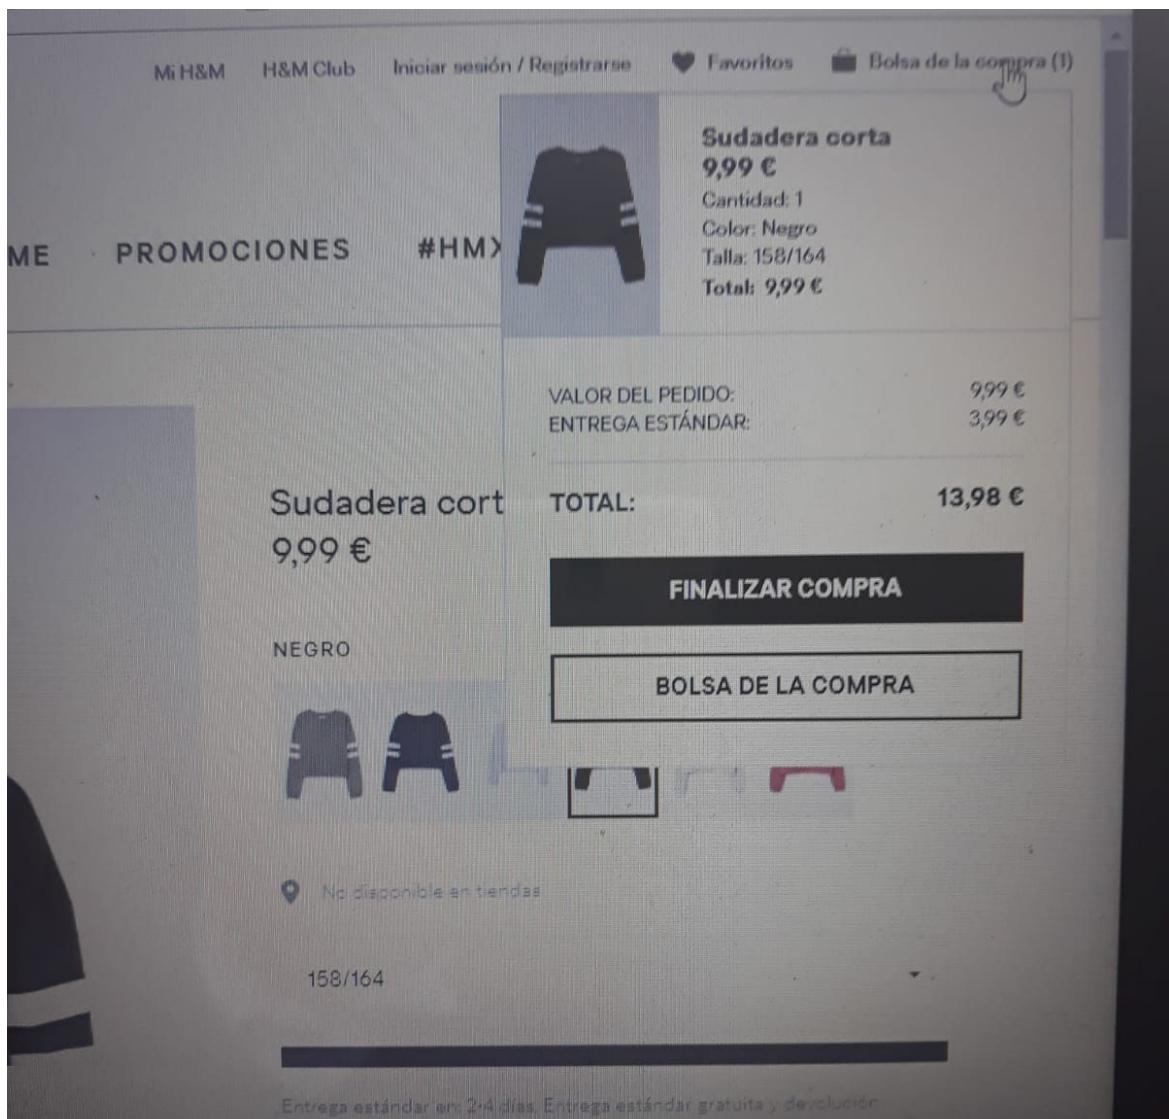 Mi H&M H&M Club Iniciar sesión / Registrarse Favoritos Bolsa de la compra (1)
Sudadera corta
9,99 €
Cantidad: 1
Color: Negro
Talla: 158/164
Total: 9,99 €
ME PROMOCIONES #HMX
VALOR DEL PEDIDO: 9,99 €
ENTREGA ESTÁNDAR: 3,99 €
TOTAL: 13,98 €
FINALIZAR COMPRA
BOLSA DE LA COMPRA
Sudadera cort
9,99 €
NEGRO
No disponible en tiendas
158/164
Entrega estándar en: 2-4 días. Entrega estándar gratuita y devolución